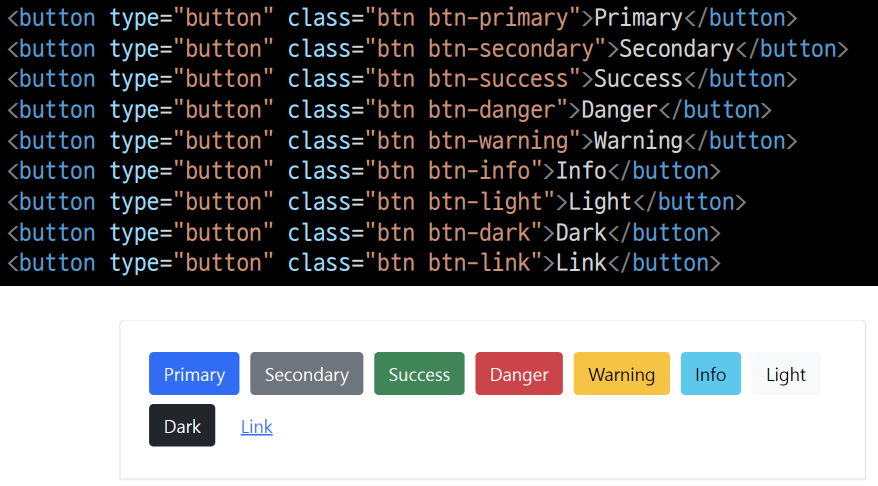 <button type="button" class="btn btn-primary">Primary</button>
<button type="button" class="btn btn-secondary">Secondary</button>
<button type="button" class="btn btn-success">Success</button>
<button type="button" class="btn btn-danger">Danger</button>
<button type="button" class="btn btn-warning">Warning</button>
<button type="button" class="btn btn-info">Info</button>
<button type="button" class="btn btn-light">Light</button>
<button type="button" class="btn btn-dark">Dark</button>
<button type="button" class="btn btn-link">Link</button>
Primary Secondary Success Danger Warning Info Light
Dark Link